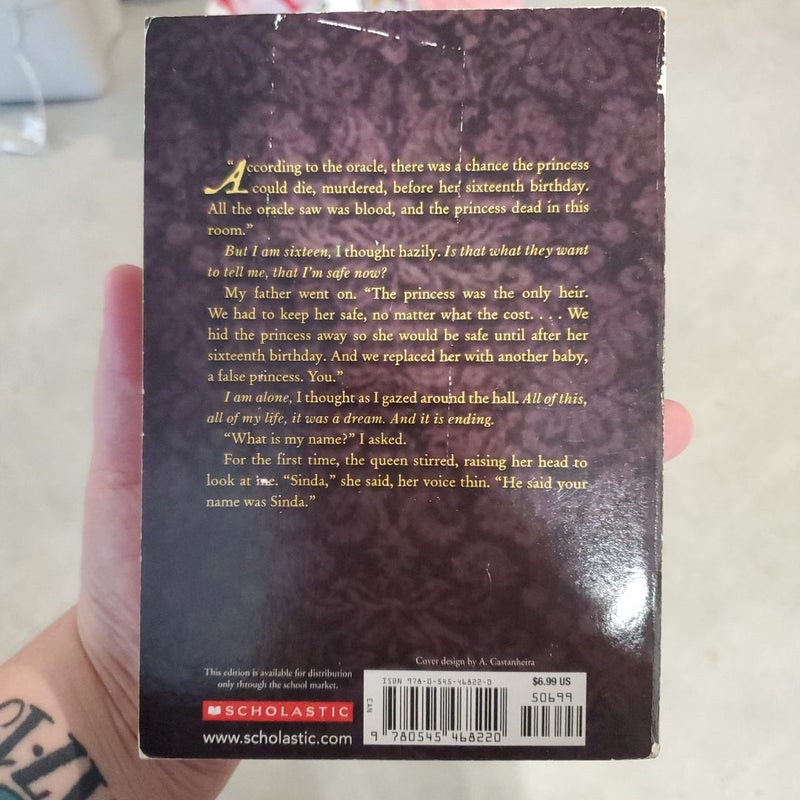 “According to the oracle, there was a chance the princess
could die, murdered, before her sixteenth birthday.
All the oracle saw was blood, and the princess dead in this
room.”
But I am sixteen, I thought hazily. Is that what they want
to tell me, that I’m safe now?
My father went on. “The princess was the only heir.
We had to keep her safe, no matter what the cost. . . . We
hid the princess away so she would be safe until after her
sixteenth birthday. And we replaced her with another baby,
a false princess. You.”
I am alone, I thought as I gazed around the hall. All of this,
all of my life, it was a dream. And it is ending.
“What is my name?” I asked.
For the first time, the queen stirred, raising her head to
look at me. “Sinda,” she said, her voice thin. “He said your
name was Sinda.”
Cover design by A. Castanheira
This edition is available for distribution
only through the school market.
SCHOLASTIC
www.scholastic.com
ISBN 978-0-545-46822-0
$6.99 US
50699
EAN
9 780545 468220